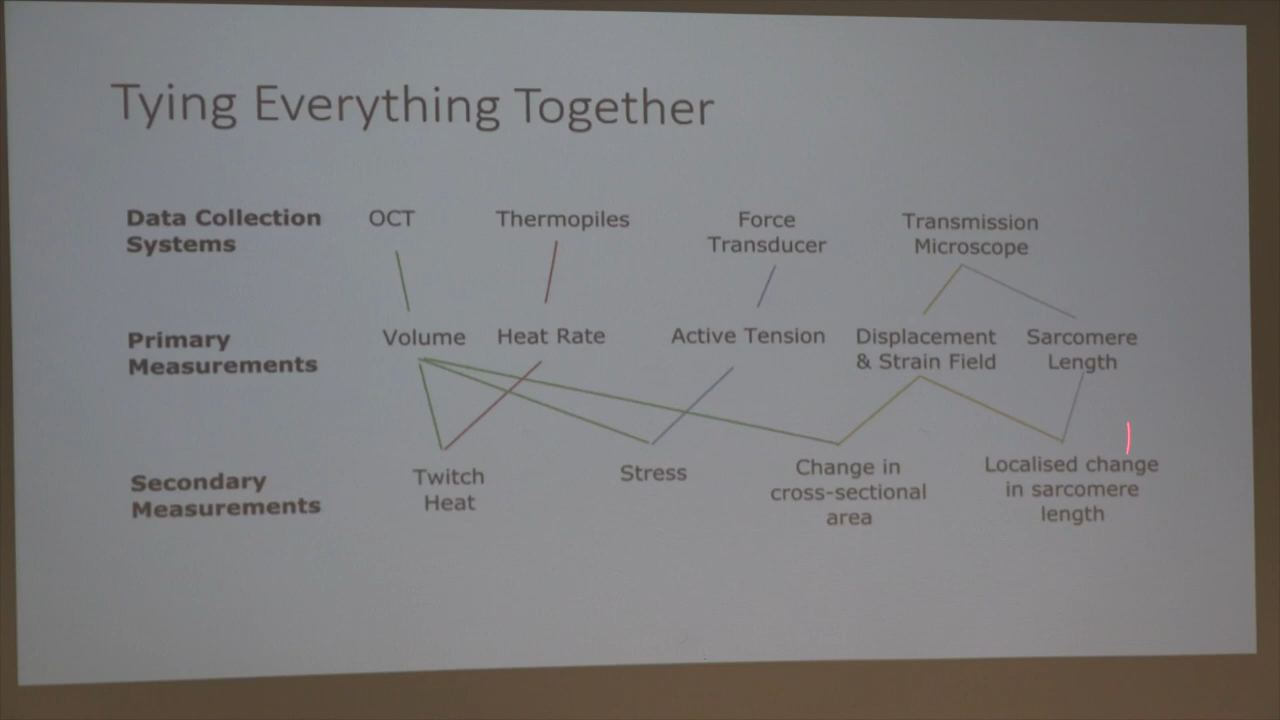 Tying Everything Together
Data Collection
Systems
OCT
Thermopiles
Force
Transducer
Transmission
Microscope
Primary
Measurements
Volume
Heat Rate
Active Tension
Displacement
& Strain Field
Sarcomere
Length
Secondary
Measurements
Twitch
Heat
Stress
Change in
cross-sectional
area
Localised change
in sarcomere
length